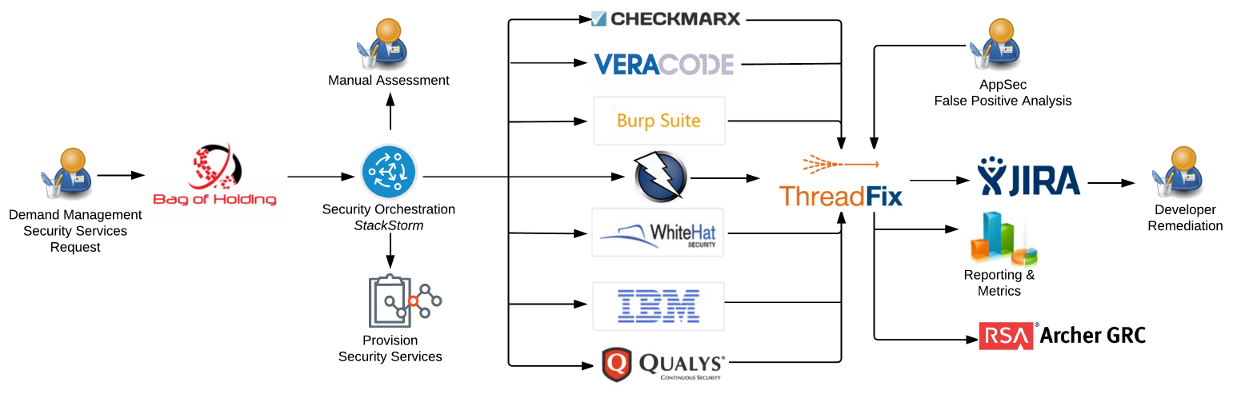 CHECKMARX
VERACODE
Burp Suite
WhiteHat
SECURITY
IBM
QUALYS®
CONTINUOUS SECURITY
Manual Assessment
AppSec
False Positive Analysis
Demand Management
Security Services
Request
Bag of Holding
Security Orchestration
StackStorm
Provision
Security Services
ThreadFix
JIRA
Developer
Remediation
Reporting &
Metrics
RSA® Archer GRC